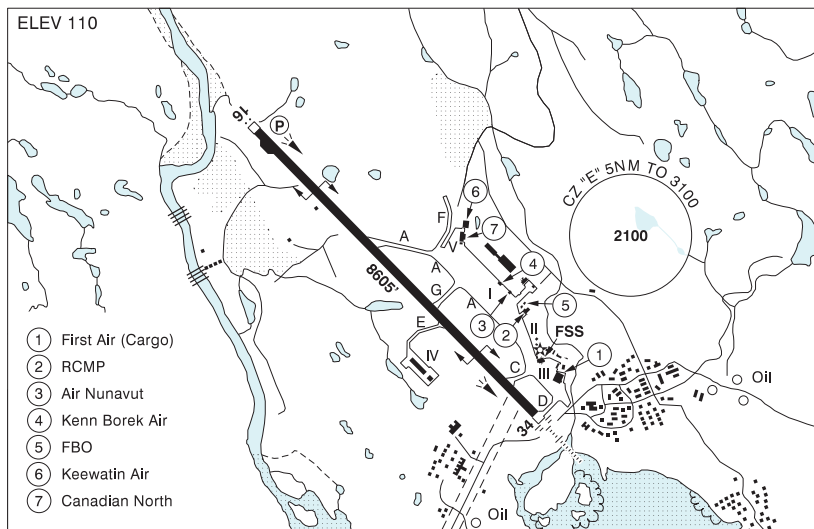 ELEV 110
16
P
CZ "E" 5NM TO 3100
2100
6
7
F
V
A
A
G
A
E
8605'
4
I
5
3
2
II
FSS
1
IV
III
C
D
34
Oil
Oil
1 First Air (Cargo)
2 RCMP
3 Air Nunavut
4 Kenn Borek Air
5 FBO
6 Keewatin Air
7 Canadian North